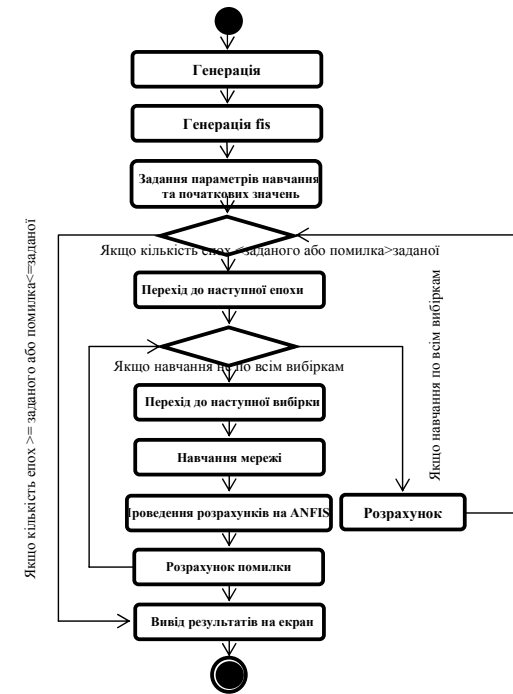 Генерація
Генерація fis
Задання параметрів навчання
та початкових значень
Якщо кількість епох <заданого або помилка>заданої
Перехід до наступної епохи
Якщо навчання не по всім вибіркам
Перехід до наступної вибірки
Навчання мережі
Проведення розрахунків на ANFIS
Розрахунок
Розрахунок помилки
Вивід результатів на екран
Якщо кількість епох >= заданого або помилка<=заданої
Якщо навчання по всім вибіркам